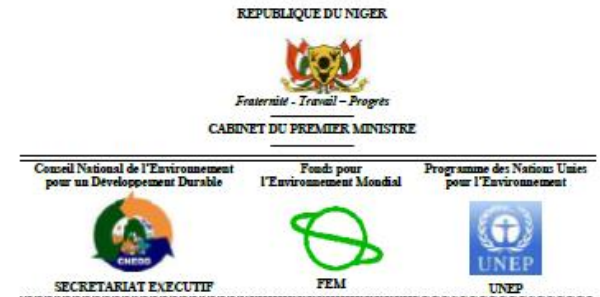 REPUBLIQUE DU NIGER
Fraternité - Travail – Progrès
CABINET DU PREMIER MINISTRE
Conseil National de l'Environnement
pour un Développement Durable
Fonds pour
l'Environnement Mondial
Programme des Nations Unies
pour l'Environnement
CNEDD
UNEP
SECRETARIAT EXECUTIF
FEM
UNEP